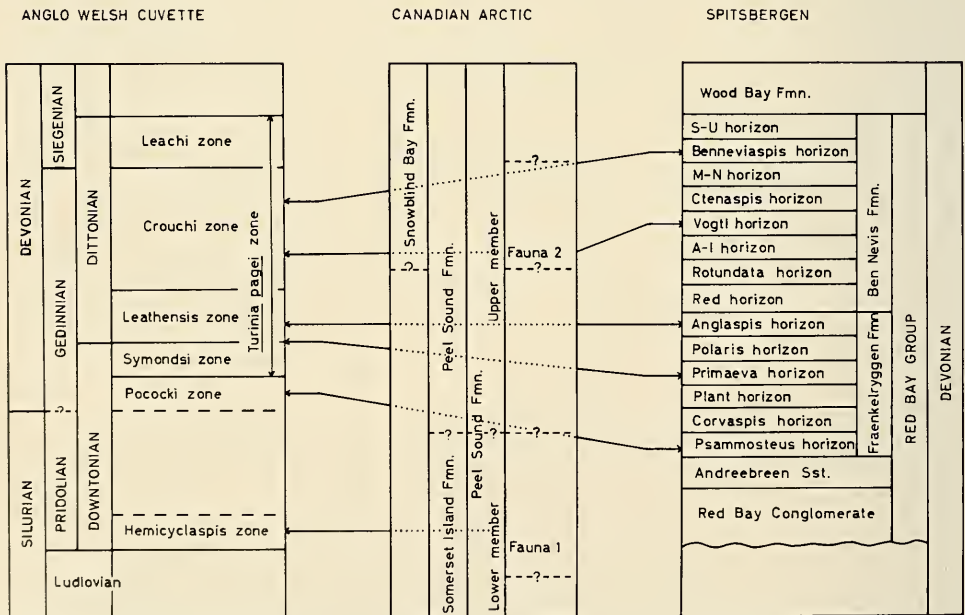 ANGLO WELSH CUVETTE
CANADIAN ARCTIC
SPITSBERGEN
DEVONIAN
SILURIAN
SIEGENIAN
GEDINNIAN
?
PRIDOLIAN
DITTONIAN
DOWNTONIAN
Leachi zone
Crouchi zone
Leathensis zone
Symondsi zone
Pococki zone
Hemicyclaspis zone
Ludlovian
Turinia pagei zone
Snowblind Bay Fmn.
?
Peel Sound Fmn.
?
Somerset Island Fmn.
Upper member
Peel Sound Fmn.
?
Lower member
?
Fauna 2
?
?
Fauna 1
?
Wood Bay Fmn.
S-U horizon
Benneviaspis horizon
M-N horizon
Ctenaspis horizon
Vogti horizon
A-I horizon
Rotundata horizon
Red horizon
Anglaspis horizon
Polaris horizon
Primaeva horizon
Plant horizon
Corvaspis horizon
Psammosteus horizon
Andreebreen Sst.
Red Bay Conglomerate
Ben Nevis Fmn.
Fraenkelryggen Fmn
RED BAY GROUP
DEVONIAN